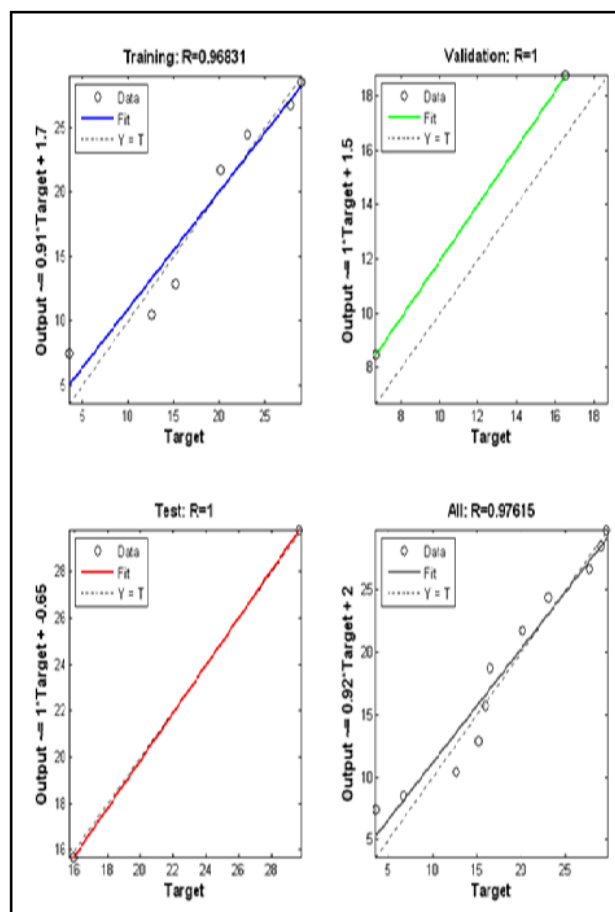 Training: R=0.96831
Data
Fit
Y = T
Output ~= 0.91*Target + 1.7
25
20
15
10
5
5 10 15 20 25
Target
Validation: R=1
Data
Fit
Y = T
Output ~= 1*Target + 1.5
18
16
14
12
10
8
8 10 12 14 16 18
Target
Test: R=1
Data
Fit
Y = T
Output ~= 1*Target + -0.65
28
26
24
22
20
18
16
16 18 20 22 24 26 28
Target
All: R=0.97615
Data
Fit
Y = T
Output ~= 0.92*Target + 2
25
20
15
10
5
5 10 15 20 25
Target